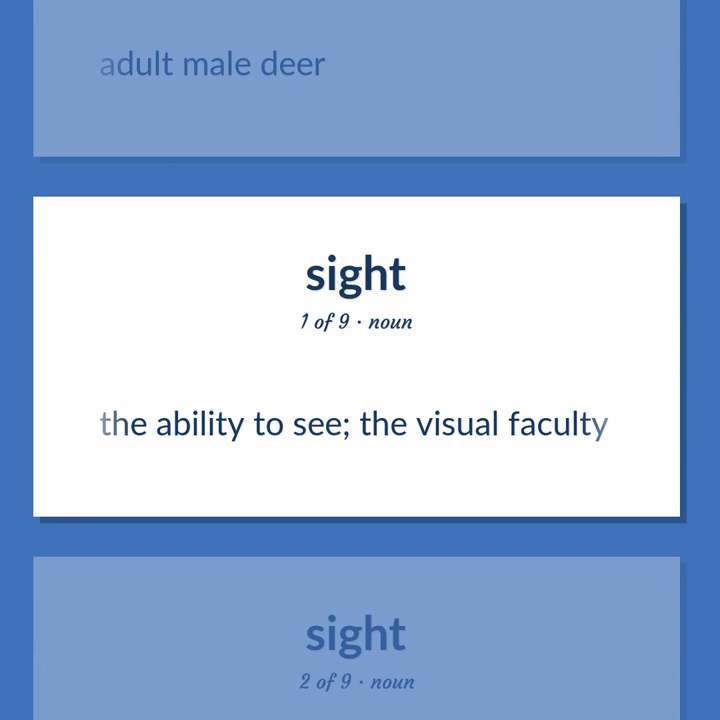 adult male deer
sight
1 of 9 · noun
the ability to see; the visual faculty
sight
2 of 9 · noun